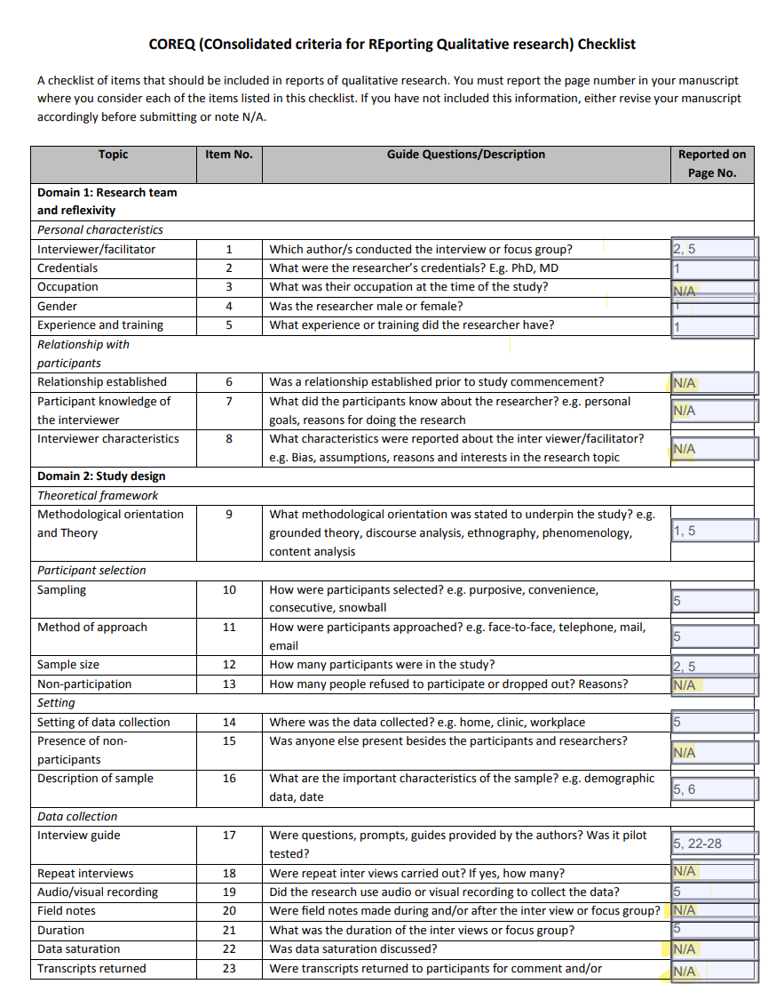 COREQ (COnsolidated criteria for REporting Qualitative research) Checklist
A checklist of items that should be included in reports of qualitative research. You must report the page number in your manuscript
where you consider each of the items listed in this checklist. If you have not included this information, either revise your manuscript
accordingly before submitting or note N/A.
Topic Item No. Guide Questions/Description Reported on
Page No.
Domain 1: Research team
and reflexivity
Personal characteristics
Interviewer/facilitator 1 Which author/s conducted the interview or focus group? 2, 5
Credentials 2 What were the researcher's credentials? E.g. PhD, MD 1
Occupation 3 What was their occupation at the time of the study? N/A
Gender 4 Was the researcher male or female? 1
Experience and training 5 What experience or training did the researcher have? 1
Relationship with
participants
Relationship established 6 Was a relationship established prior to study commencement? N/A
Participant knowledge of 7 What did the participants know about the researcher? e.g. personal
the interviewer goals, reasons for doing the research N/A
Interviewer characteristics 8 What characteristics were reported about the inter viewer/facilitator?
e.g. Bias, assumptions, reasons and interests in the research topic N/A
Domain 2: Study design
Theoretical framework
Methodological orientation 9 What methodological orientation was stated to underpin the study? e.g.
and Theory grounded theory, discourse analysis, ethnography, phenomenology, 1, 5
content analysis
Participant selection
Sampling 10 How were participants selected? e.g. purposive, convenience,
consecutive, snowball 5
Method of approach 11 How were participants approached? e.g. face-to-face, telephone, mail, 5
email
Sample size 12 How many participants were in the study? 2, 5
Non-participation 13 How many people refused to participate or dropped out? Reasons? N/A
Setting
Setting of data collection 14 Where was the data collected? e.g. home, clinic, workplace 5
Presence of non- 15 Was anyone else present besides the participants and researchers?
participants N/A
Description of sample 16 What are the important characteristics of the sample? e.g. demographic
data, date 5, 6
Data collection
Interview guide 17 Were questions, prompts, guides provided by the authors? Was it pilot
tested? 5, 22-28
Repeat interviews 18 Were repeat inter views carried out? If yes, how many? N/A
Audio/visual recording 19 Did the research use audio or visual recording to collect the data? 5
Field notes 20 Were field notes made during and/or after the inter view or focus group? N/A
Duration 21 What was the duration of the inter views or focus group? 5
Data saturation 22 Was data saturation discussed? N/A
Transcripts returned 23 Were transcripts returned to participants for comment and/or N/A